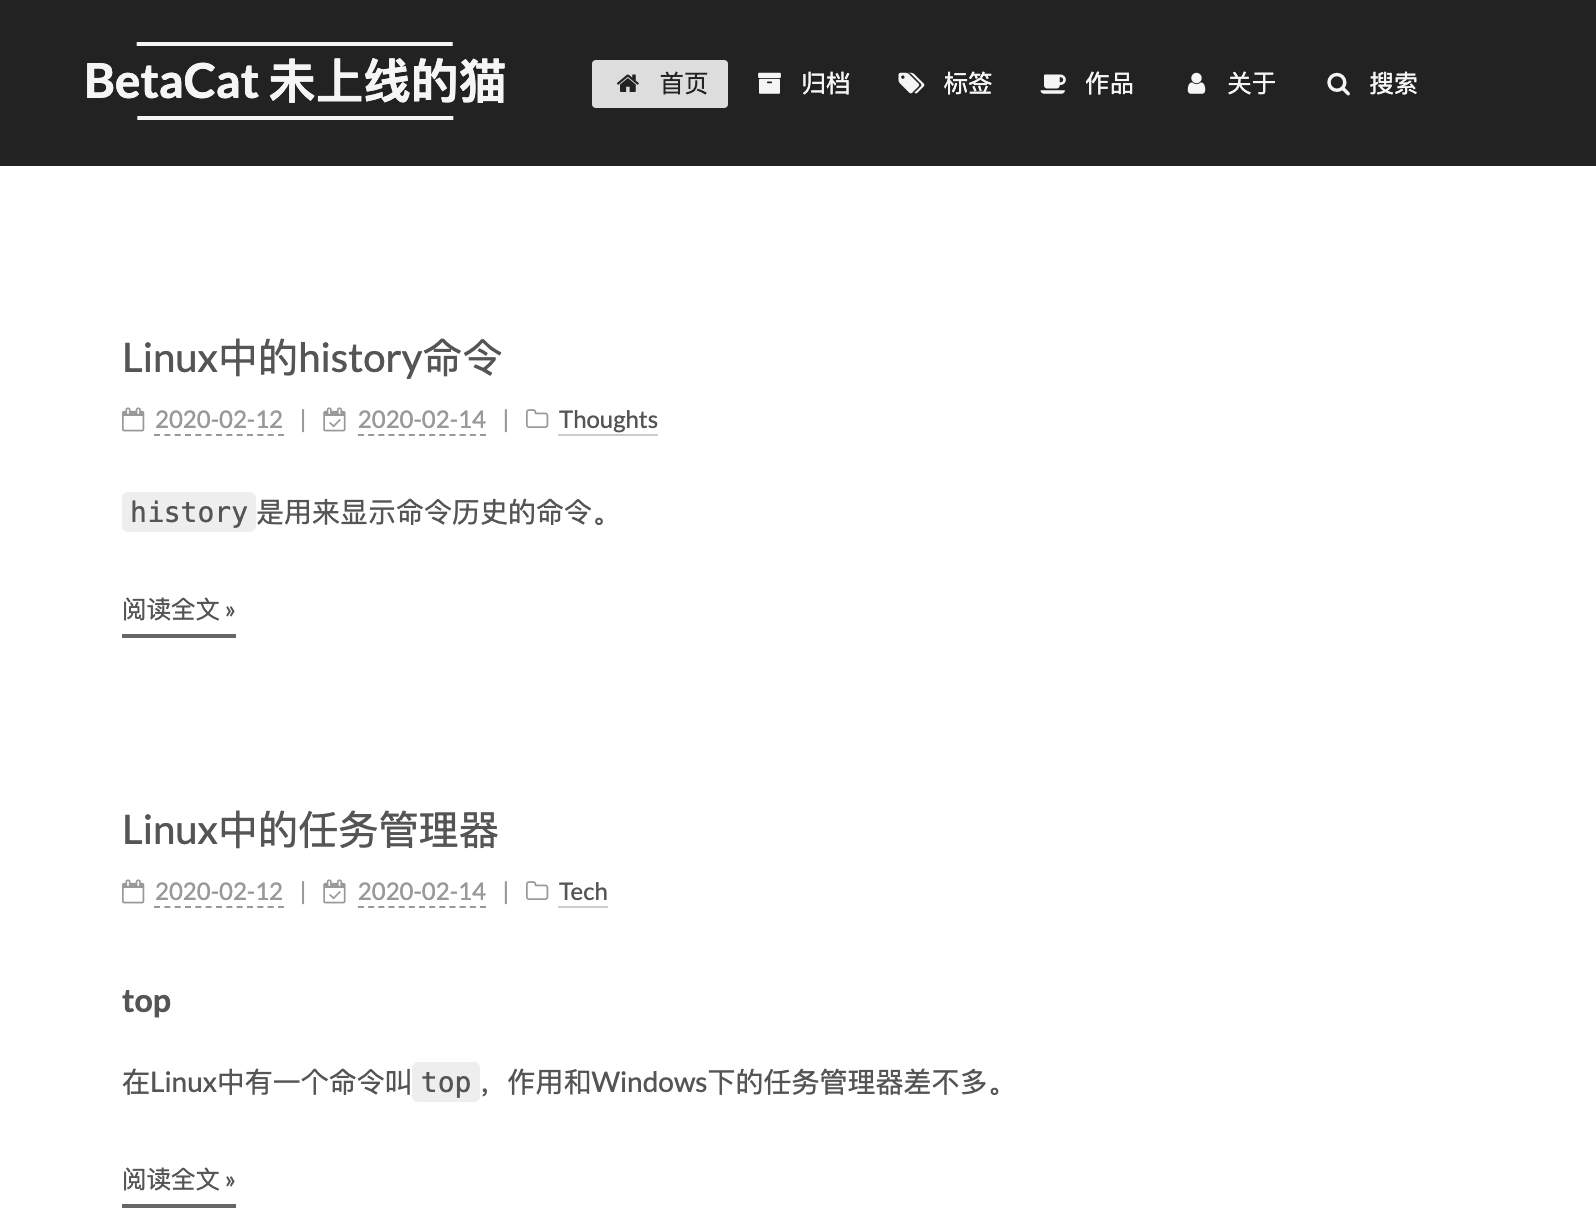 BetaCat 未上线的猫
首页 归档 标签 作品 关于 搜索
Linux中的history命令
2020-02-12 | 2020-02-14 | Thoughts
history是用来显示命令历史的命令。
阅读全文 »
Linux中的任务管理器
2020-02-12 | 2020-02-14 | Tech
top
在Linux中有一个命令叫top，作用和Windows下的任务管理器差不多。
阅读全文 »